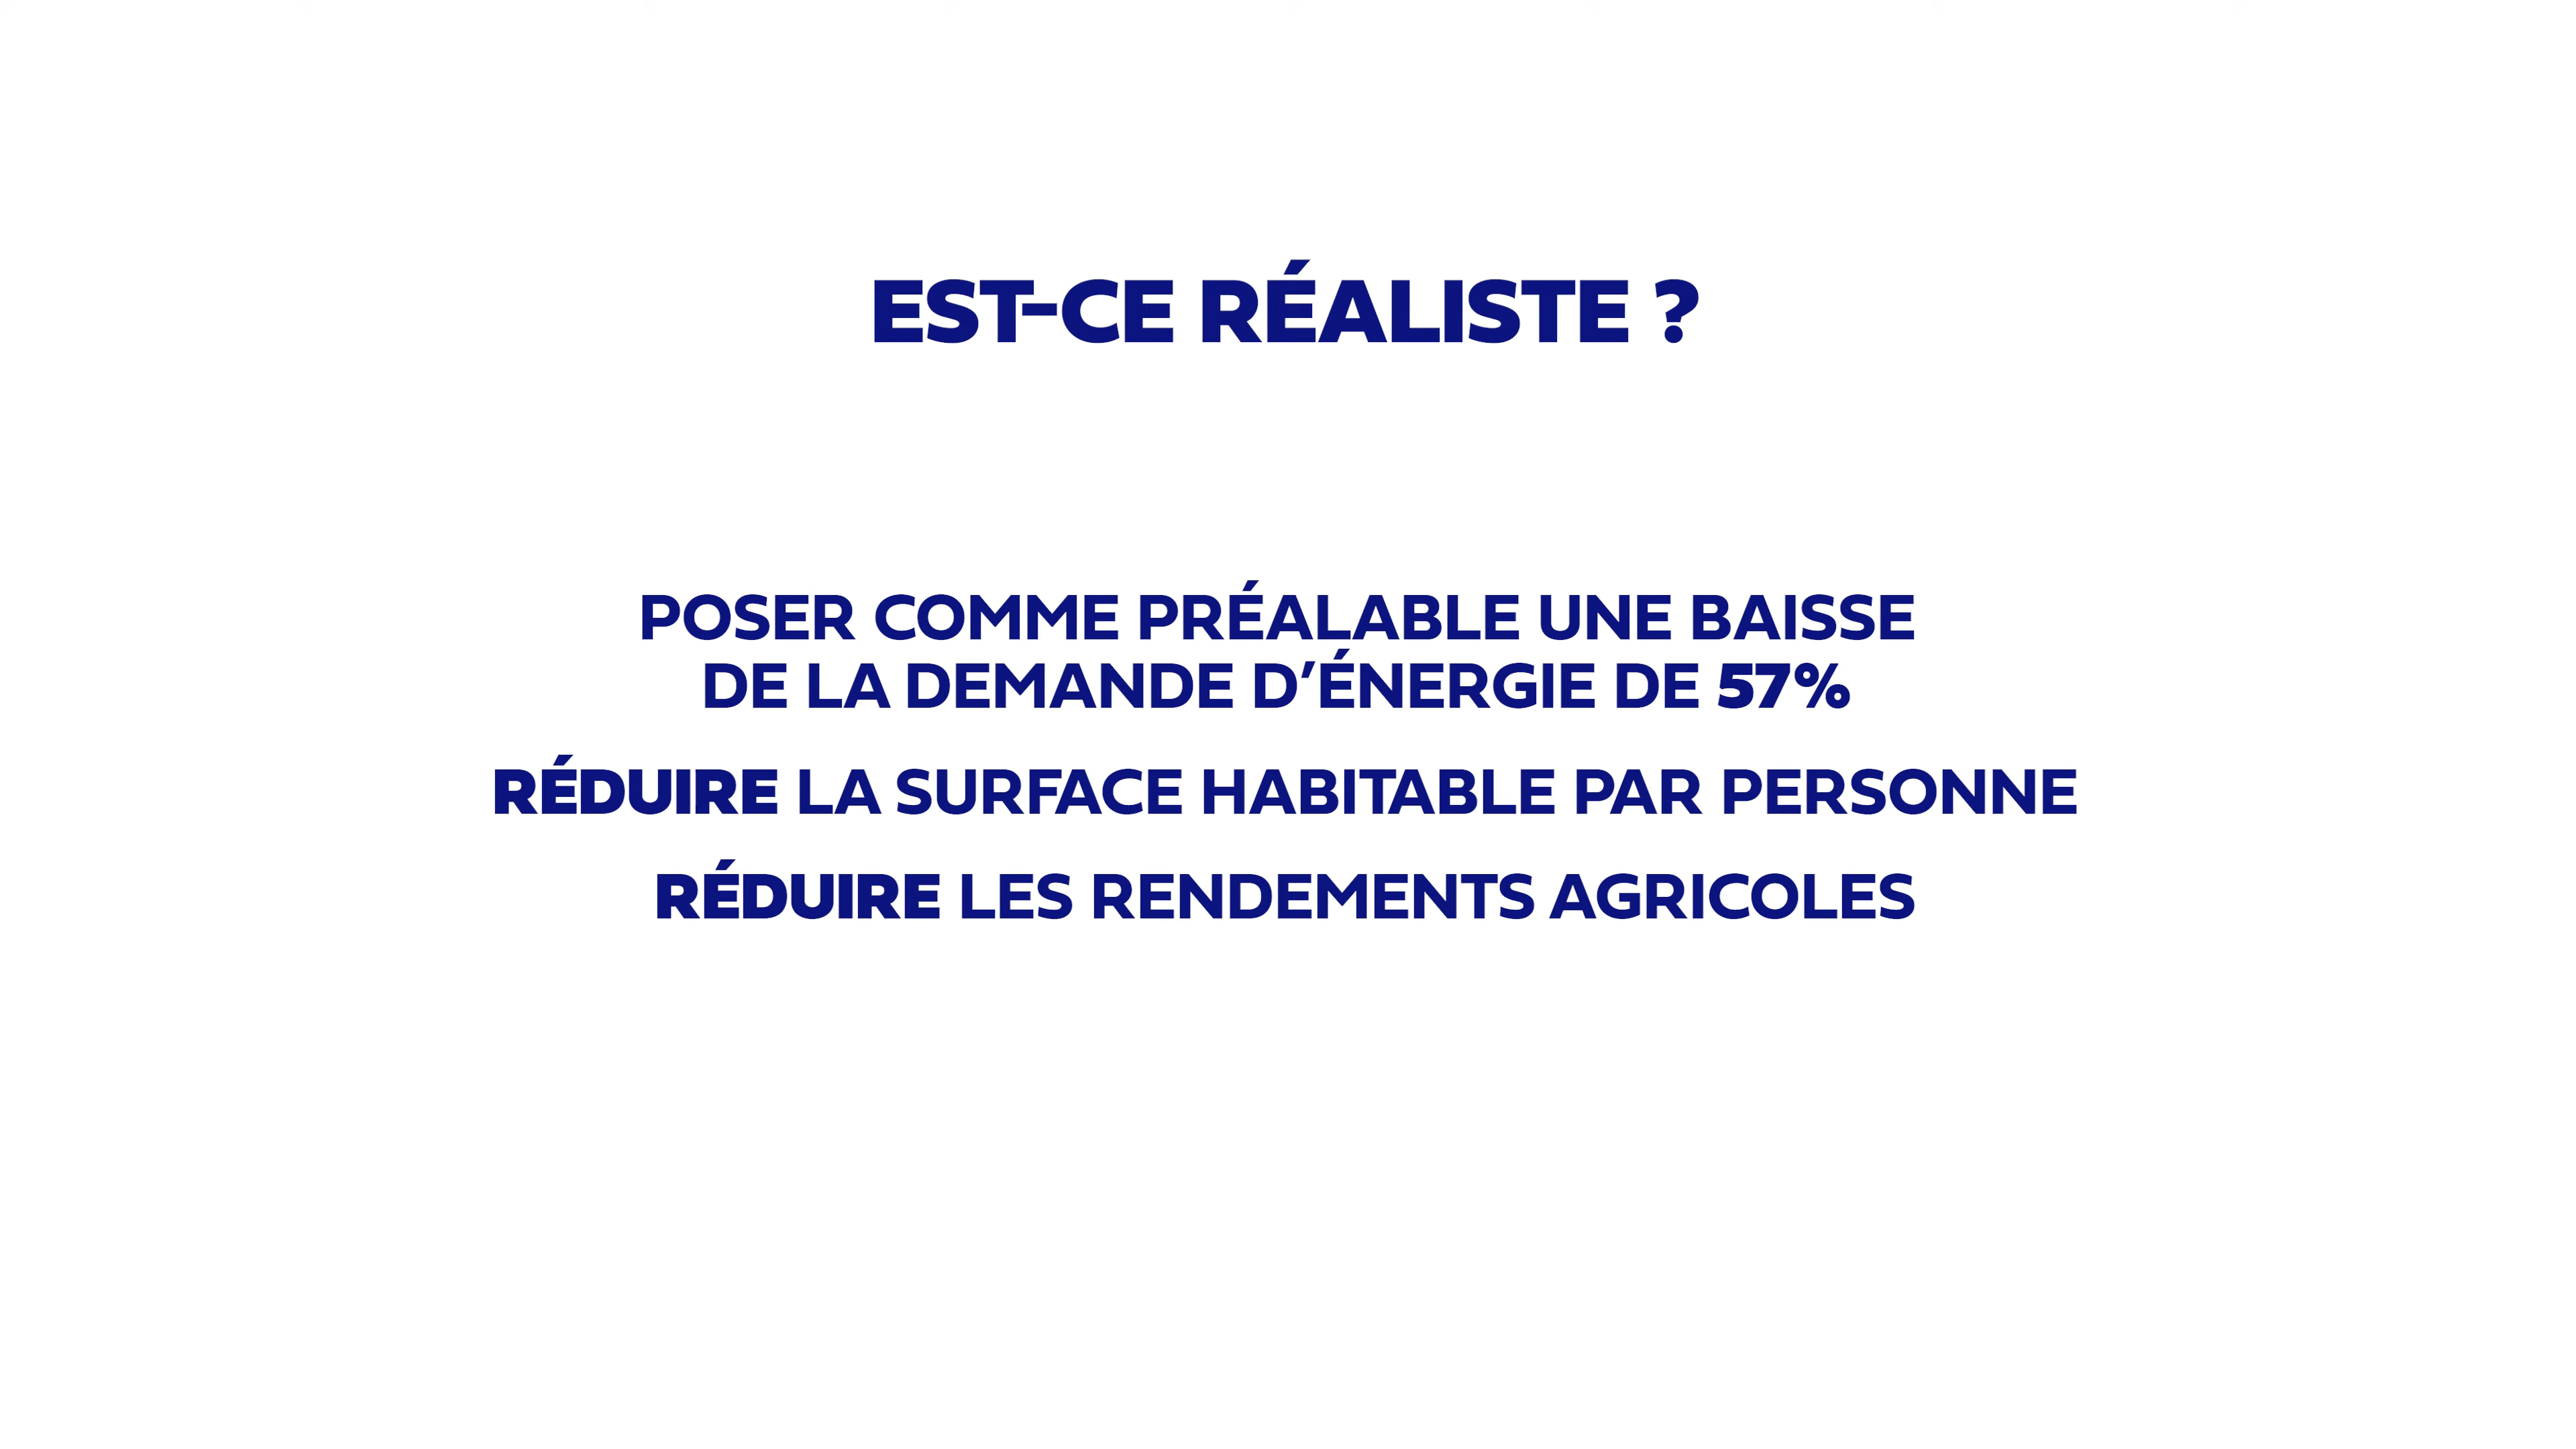 EST-CE RÉALISTE ?
POSER COMME PRÉALABLE UNE BAISSE
DE LA DEMANDE D’ÉNERGIE DE 57%
RÉDUIRE LA SURFACE HABITABLE PAR PERSONNE
RÉDUIRE LES RENDEMENTS AGRICOLES